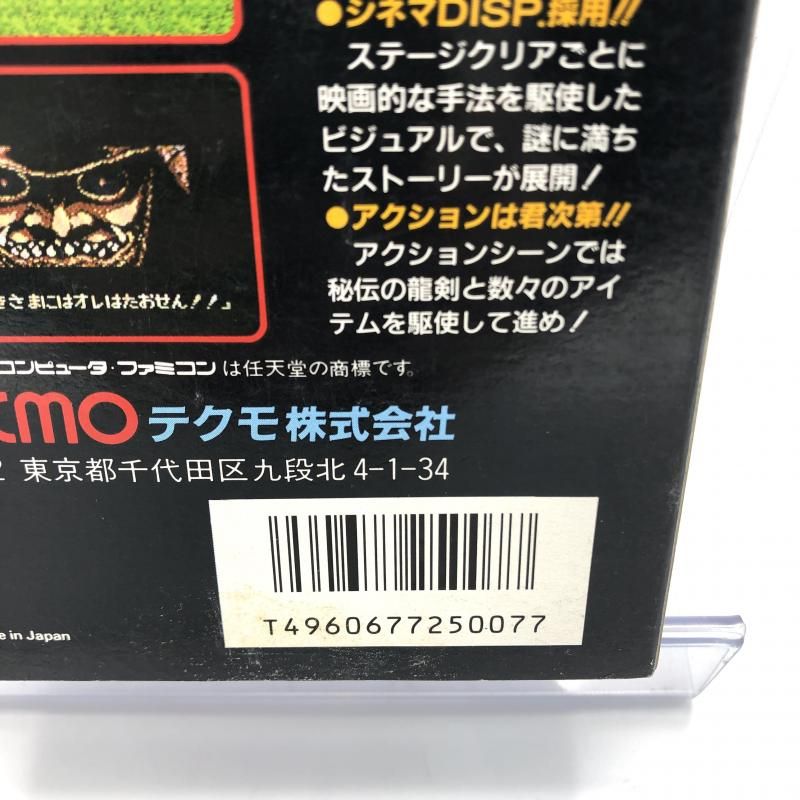 ●シネマDISP.採用!!
ステージクリアごとに
映画的な手法を駆使した
ビジュアルで、謎に満ち
たストーリーが展開!
●アクションは君次第!!
アクションシーンでは
秘伝の龍剣と数々のアイ
テムを駆使して進め!
さまにはオレはたおせん!!」
コンピュータ・ファミコンは任天堂の商標です。
CMO テクモ株式会社
2 東京都千代田区九段北4-1-34
T4960677250077
e in Japan